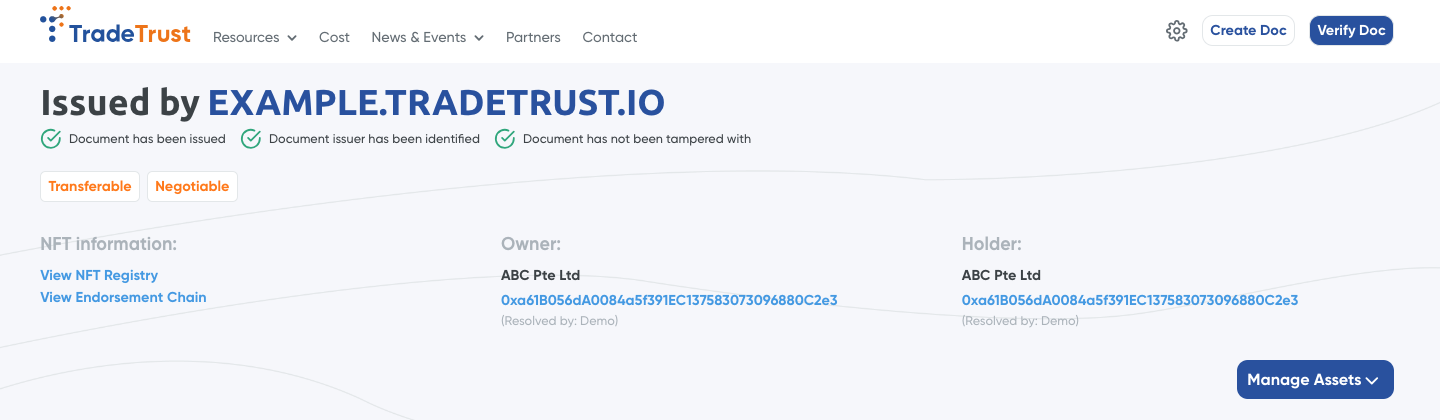 TradeTrust
Resources
Cost
News & Events
Partners
Contact
Create Doc
Verify Doc
Issued by EXAMPLE.TRADETRUST.IO
Document has been issued
Document issuer has been identified
Document has not been tampered with
Transferable
Negotiable
NFT information:
View NFT Registry
View Endorsement Chain
Owner:
ABC Pte Ltd
0xa61B056dA0084a5f391EC137583073096880C2e3
(Resolved by: Demo)
Holder:
ABC Pte Ltd
0xa61B056dA0084a5f391EC137583073096880C2e3
(Resolved by: Demo)
Manage Assets